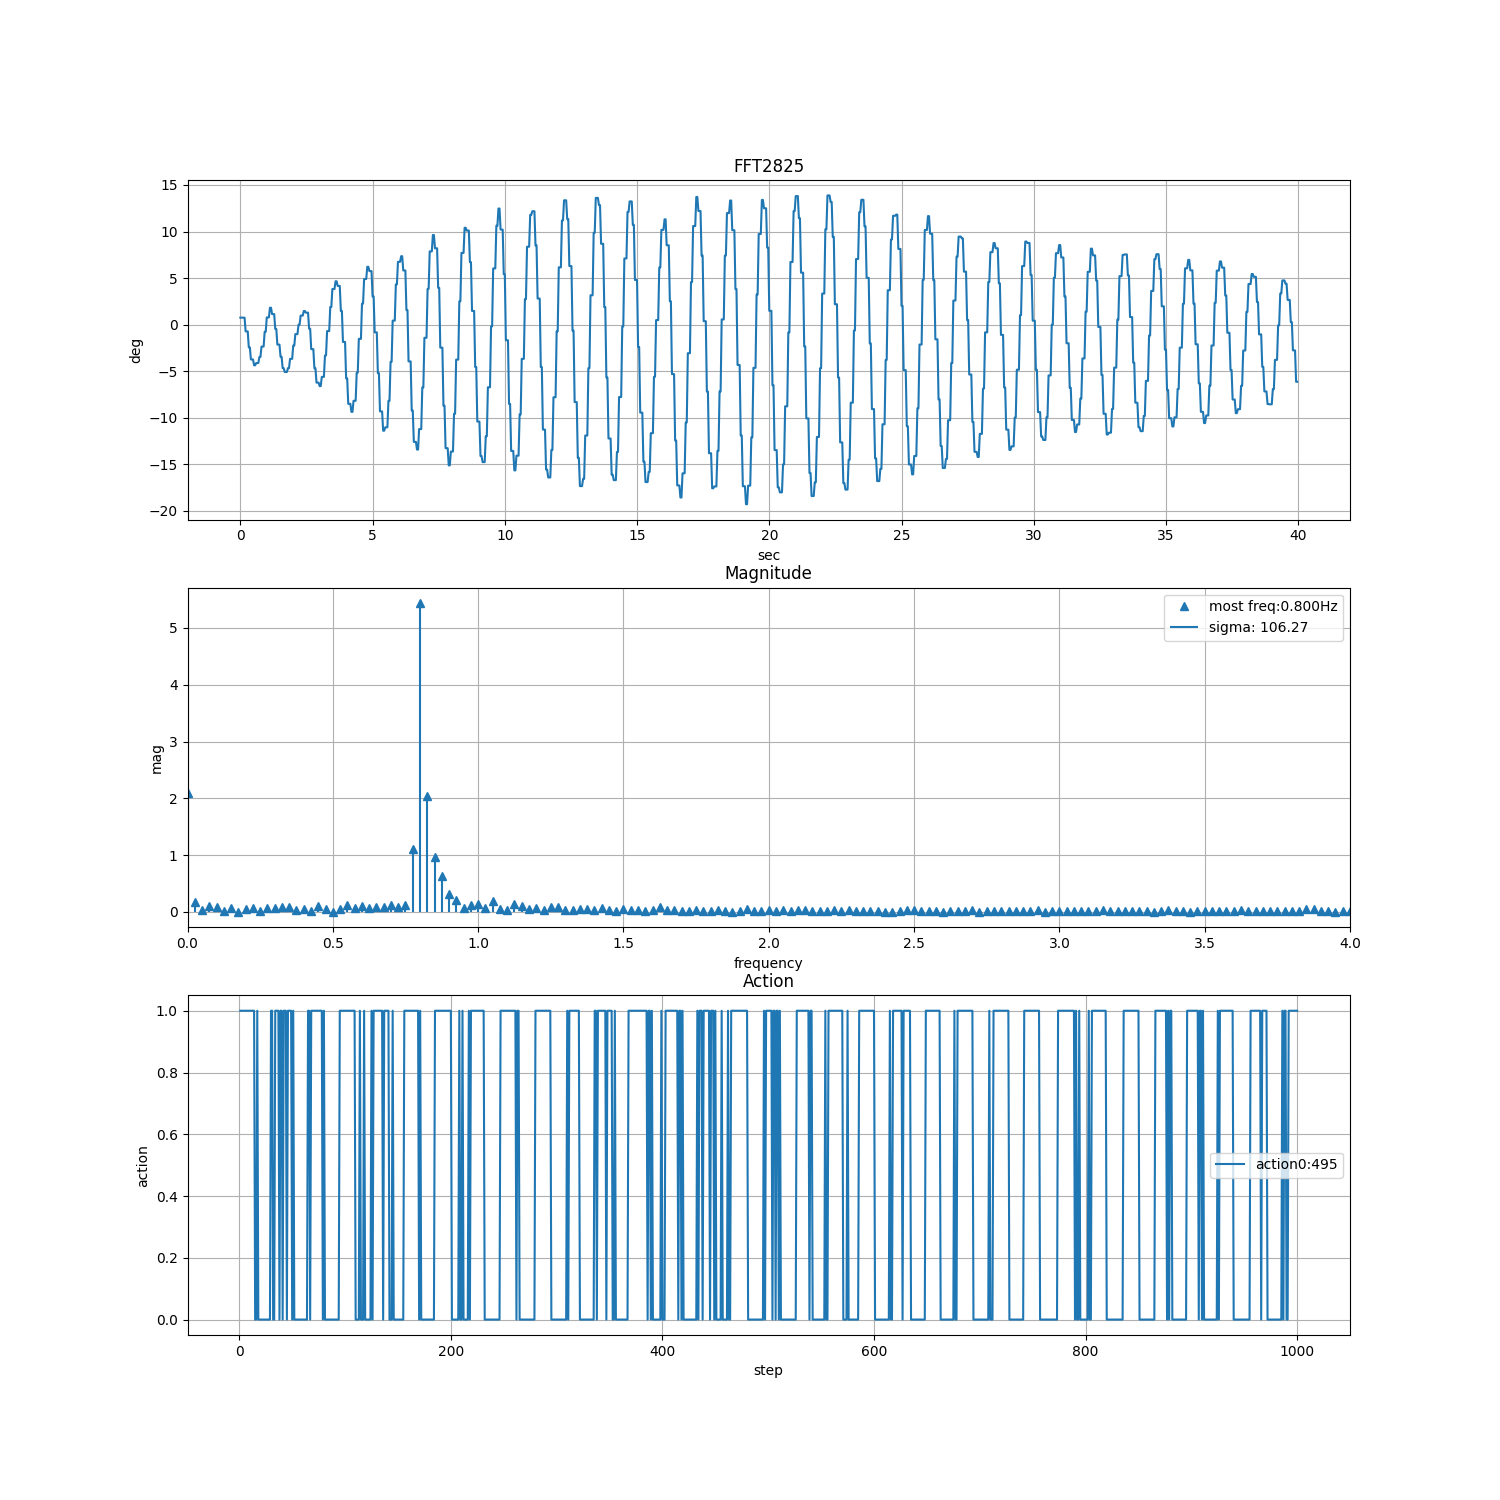 FFT2825
15
10
5
0
−5
−10
−15
−20
deg
0 5 10 15 20 25 30 35 40
sec
Magnitude
most freq:0.800Hz
sigma: 106.27
5
4
3
2
1
0
mag
0.0 0.5 1.0 1.5 2.0 2.5 3.0 3.5 4.0
frequency
Action
1.0
0.8
0.6
0.4
0.2
0.0
action
action0:495
0 200 400 600 800 1000
step